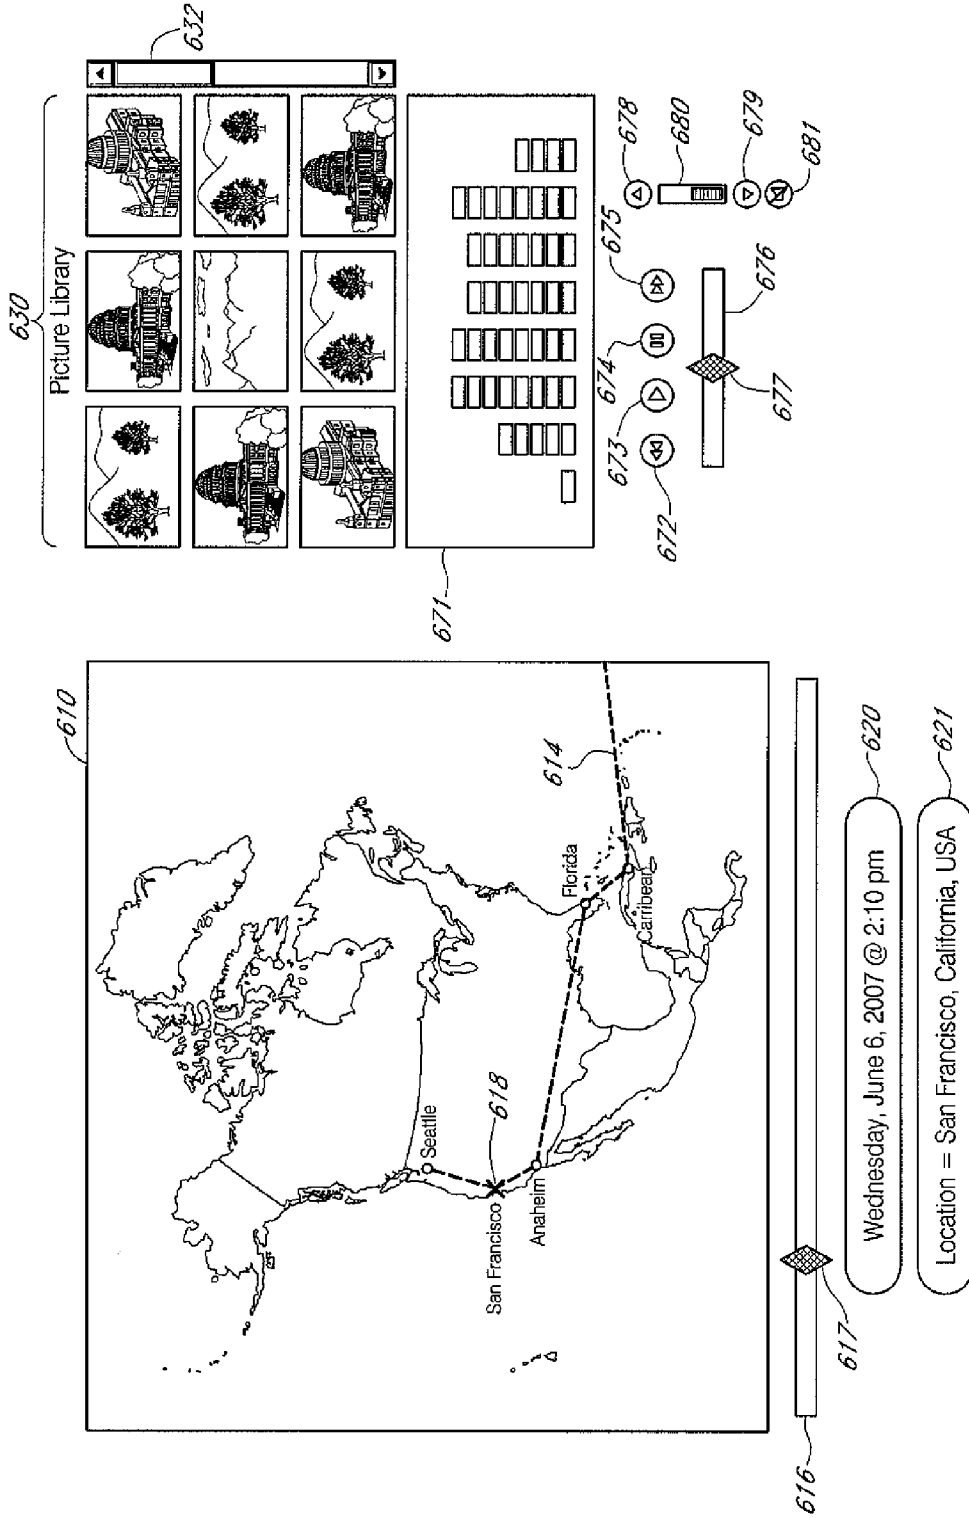 610
630
Picture Library
632
Seattle
618
San Francisco
Anaheim
Florida
614
Carribean
671
672
673
674
675
678
680
679
681
676
677
616
617
Wednesday, June 6, 2007 @ 2:10 pm
620
Location = San Francisco, California, USA
621